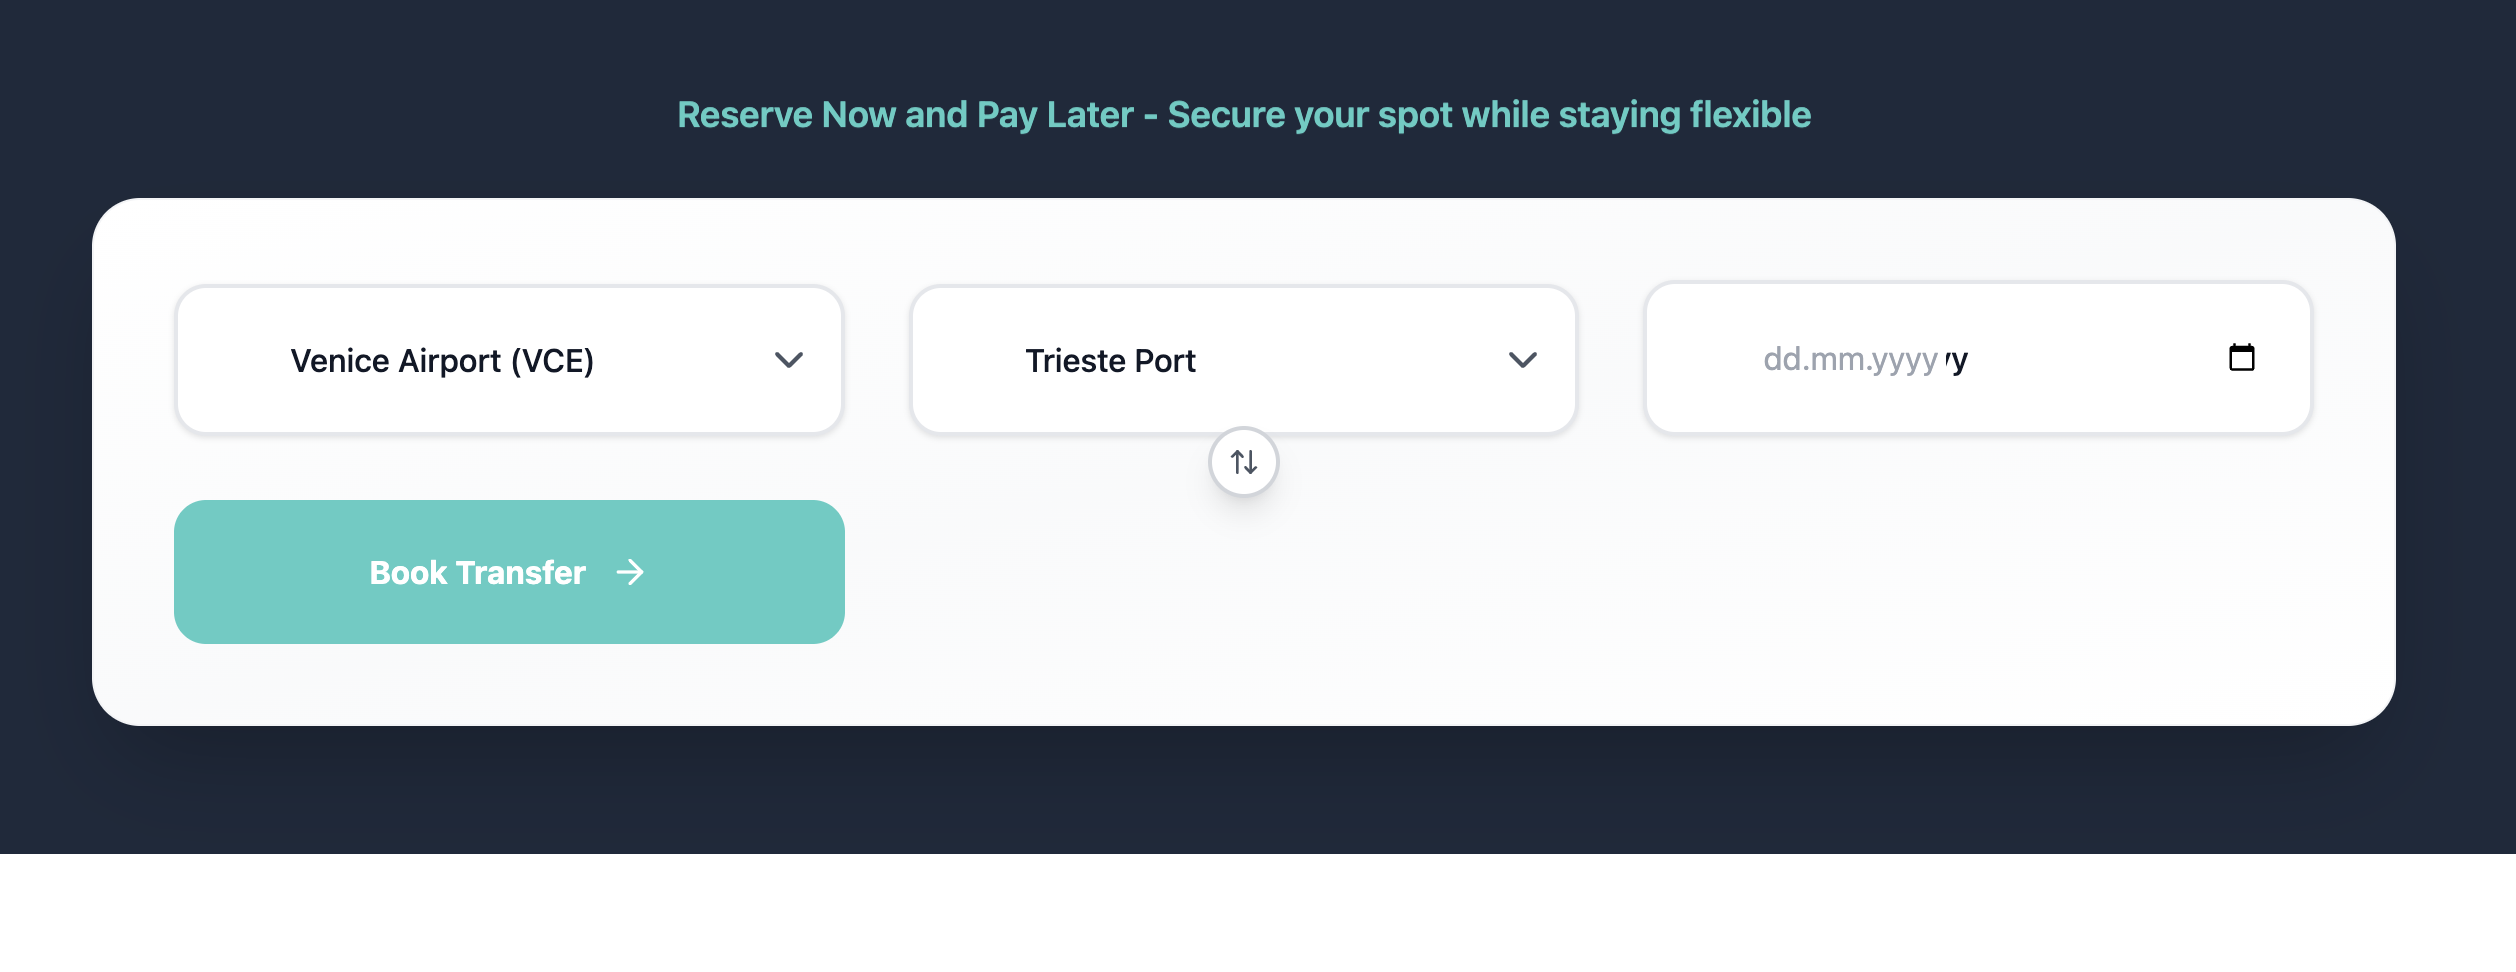 Reserve Now and Pay Later - Secure your spot while staying flexible
Venice Airport (VCE)
Trieste Port
dd.mm.yyyy
Book Transfer